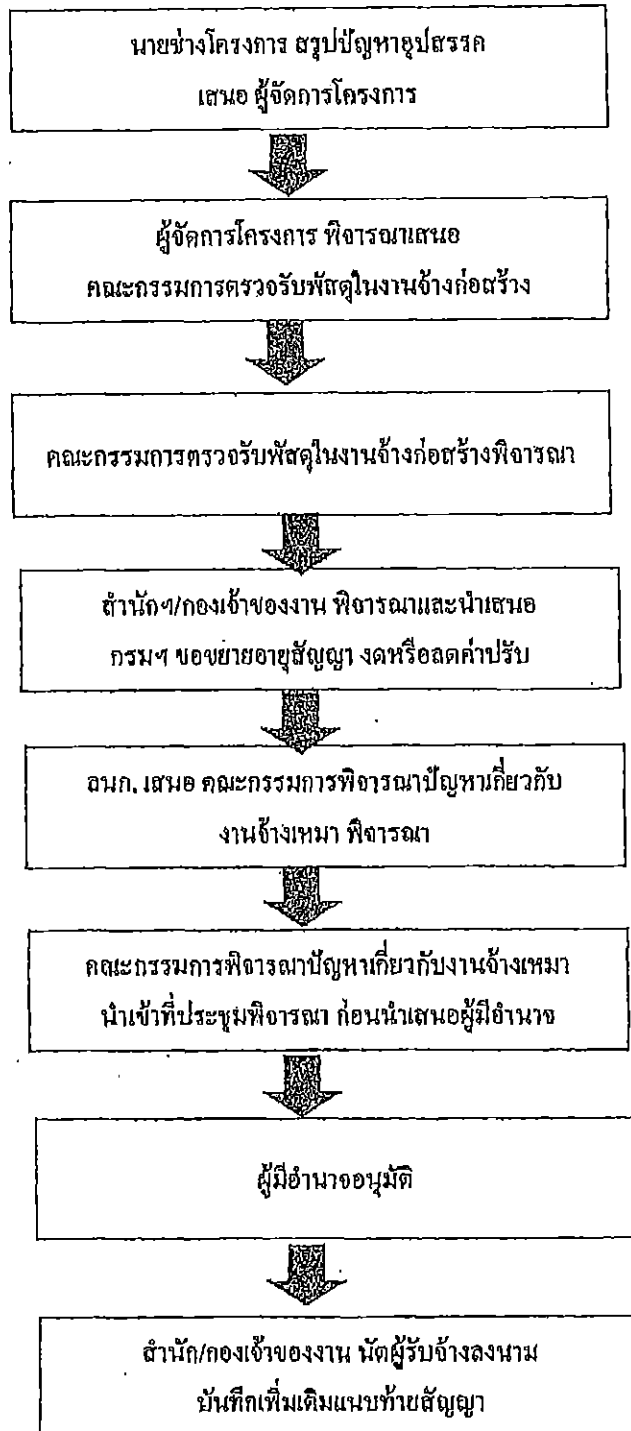 นายช่างโครงการ สรุปปัญหาอุปสรรค
เสนอ ผู้จัดการโครงการ
ผู้จัดการโครงการ พิจารณาเสนอ
คณะกรรมการตรวจรับพัสดุในงานจ้างก่อสร้าง
คณะกรรมการตรวจรับพัสดุในงานจ้างก่อสร้างพิจารณา
สำนักฯ/กองเจ้าของงาน พิจารณาและนำเสนอ
กรมฯ ขอขยายอายุสัญญา งดหรือลดค่าปรับ
ลนก. เสนอ คณะกรรมการพิจารณาปัญหาเกี่ยวกับ
งานจ้างเหมา พิจารณา
คณะกรรมการพิจารณาปัญหาเกี่ยวกับงานจ้างเหมา
นำเข้าที่ประชุมพิจารณา ก่อนนำเสนอผู้มีอำนาจ
ผู้มีอำนาจอนุมัติ
สำนัก/กองเจ้าของงาน นัดผู้รับจ้างลงนาม
บันทึกเพิ่มเติมแนบท้ายสัญญา